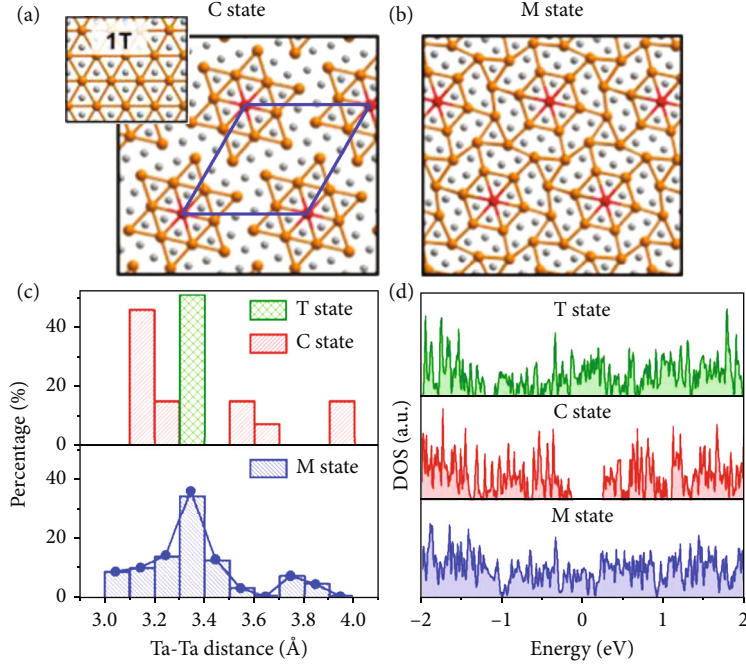 (a)
C state
(b)
M state
1T
(c)
T state
C state
40
20
0
M state
40
20
0
Percentage (%)
3.0
3.2
3.4
3.6
3.8
4.0
Ta-Ta distance (Å)
(d)
T state
C state
M state
DOS (a.u.)
−2
−1
0
1
2
Energy (eV)